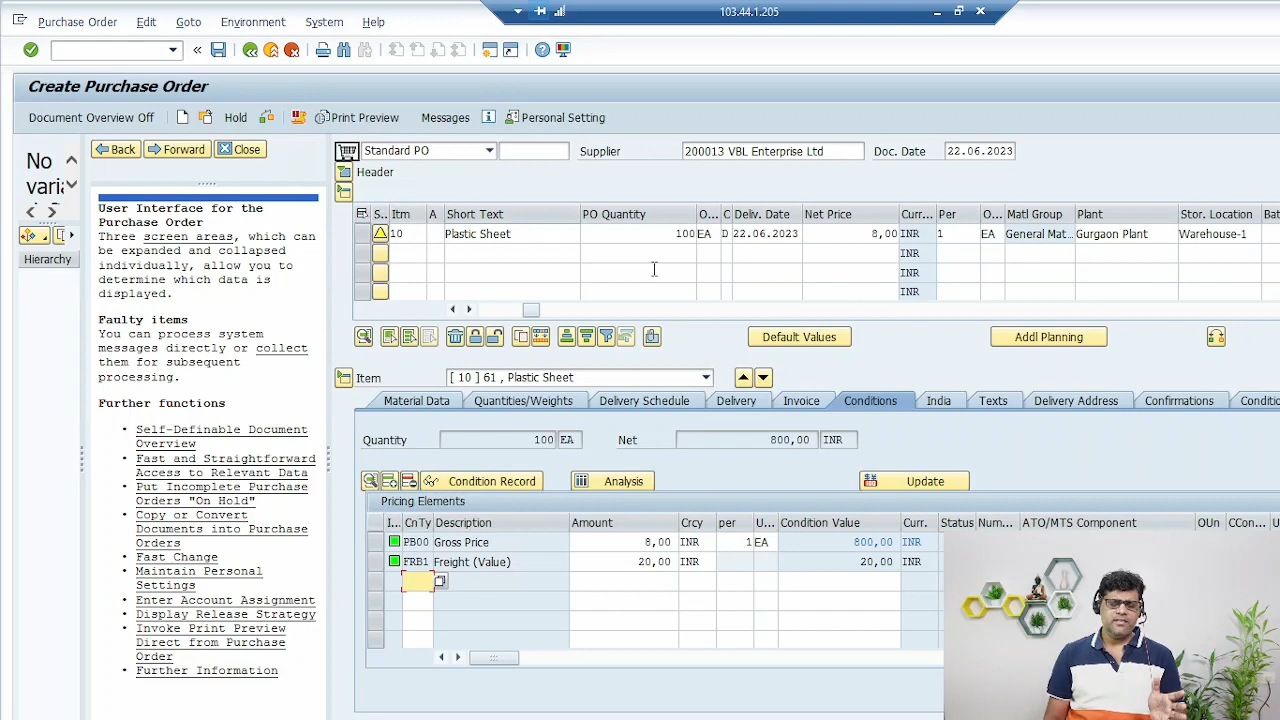 103.44.1.205
Purchase Order Edit Goto Environment System Help
Create Purchase Order
Document Overview Off Hold Print Preview Messages Personal Setting
No
Hierarchy
Back Forward Close
User Interface for the
Purchase Order
Three screen areas, which can
be expanded and collapsed
individually, allow you to
determine which data is
displayed.
Faulty items
You can process system
messages directly or collect
them for subsequent
processing.
Further functions
• Self-Definable Document
Overview
• Fast and Straightforward
Access to Relevant Data
• Put Incomplete Purchase
Orders "On Hold"
• Copy or Convert
Documents into Purchase
Orders
• Fast Change
• Maintain Personal
Settings
• Enter Account Assignment
• Display Release Strategy
• Invoke Print Preview
Direct from Purchase
Order
• Further Information
Standard PO Supplier 200013 VBL Enterprise Ltd Doc. Date 22.06.2023
Header
S.. Itm A Short Text PO Quantity O... C Deliv. Date Net Price Curr... Per O... Matl Group Plant Stor. Location
10 Plastic Sheet 100 EA D 22.06.2023 8,00 INR 1 EA General Mat... Gurgaon Plant Warehouse-1
INR
INR
INR
Default Values Addl Planning
Item [ 10 ] 61 , Plastic Sheet
Material Data Quantities/Weights Delivery Schedule Delivery Invoice Conditions India Texts Delivery Address Confirmations
Quantity 100 EA Net 800,00 INR
Condition Record Analysis Update
Pricing Elements
I... CnTy Description Amount Crcy per U... Condition Value Curr. Status Num... ATO/MTS Component OUn CCon...
PB00 Gross Price 8,00 INR 1 EA 800,00 INR
FRB1 Freight (Value) 20,00 INR 20,00 INR